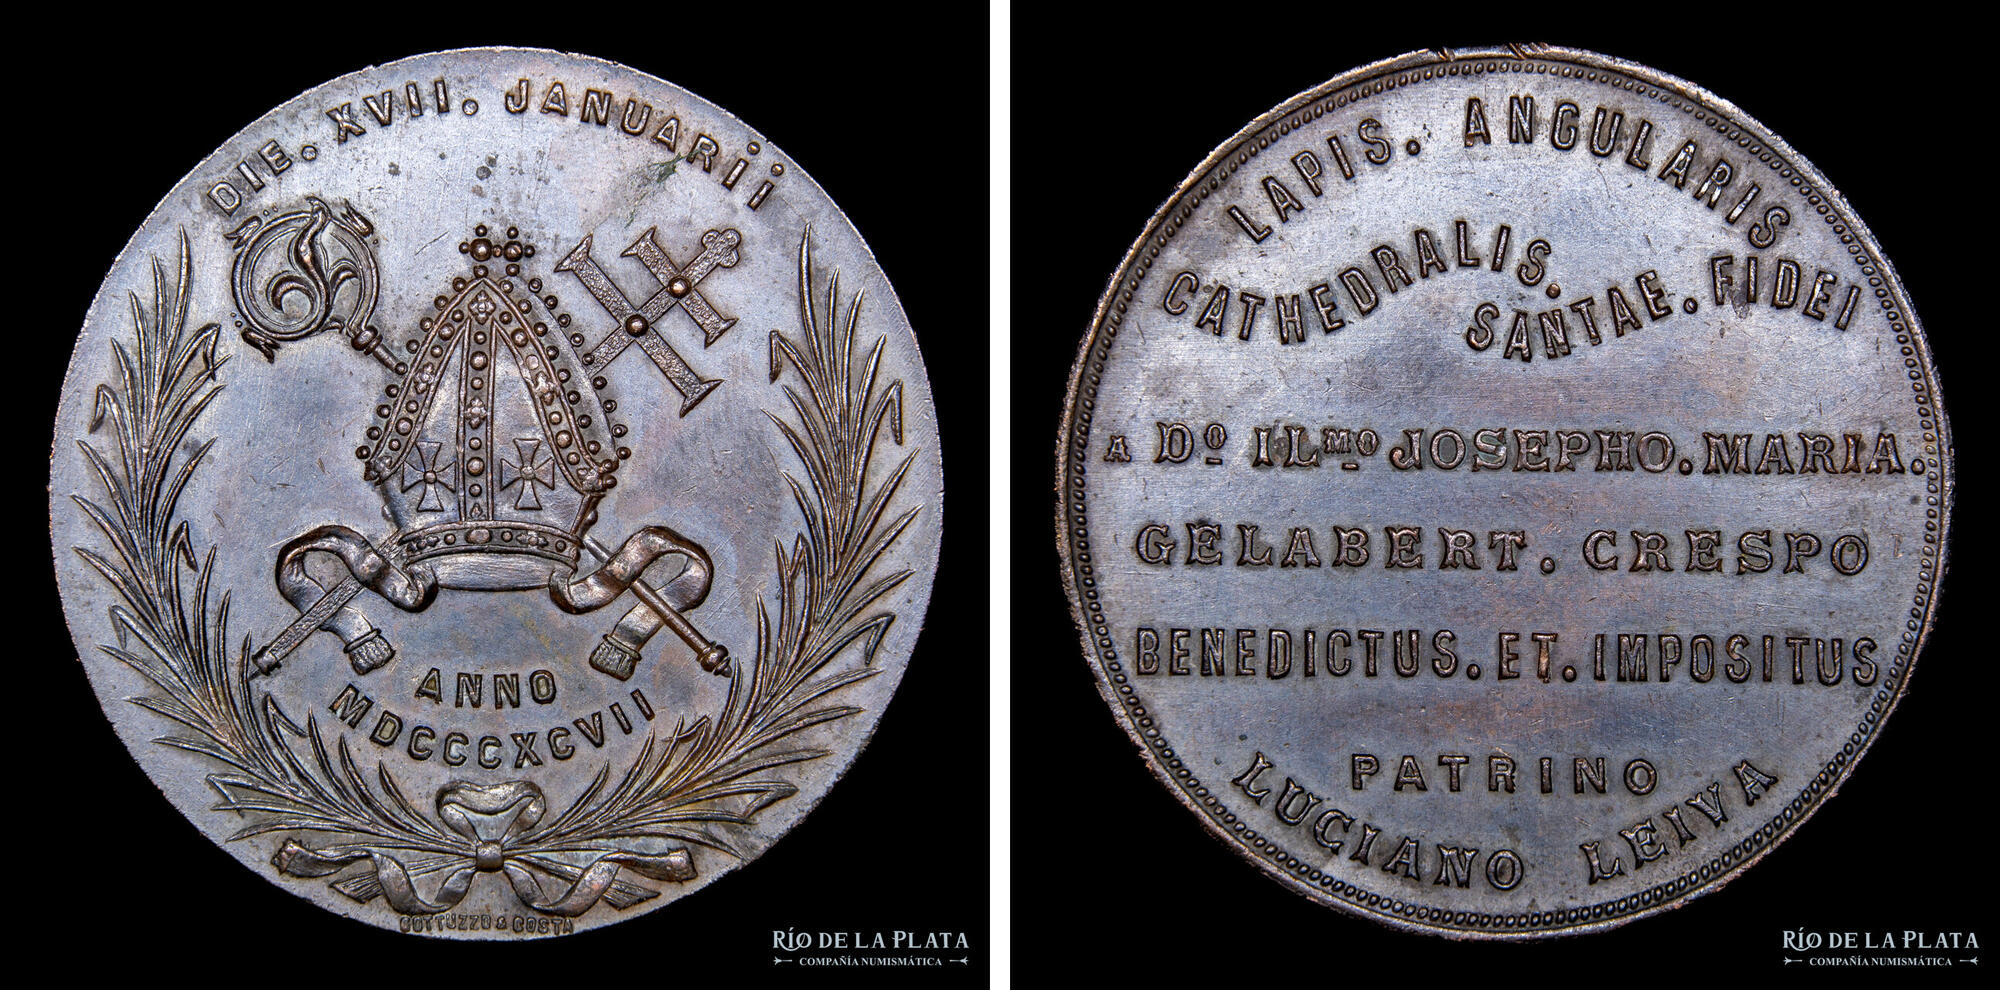 DIE. XVII. JANUARII
ANNO
MDCCCXCVII
GOTTUZZO & COSTA
RÍO DE LA PLATA
COMPAÑÍA NUMISMÁTICA
LAPIS. ANGULARIS
CATHEDRALIS.
SANTAE. FIDEI
A Dº ILMO JOSEPHO. MARIA.
GELABERT. CRESPO
BENEDICTUS. ET. IMPOSITUS
PATRINO
LUCIANO LEIVA
RÍO DE LA PLATA
COMPAÑÍA NUMISMÁTICA